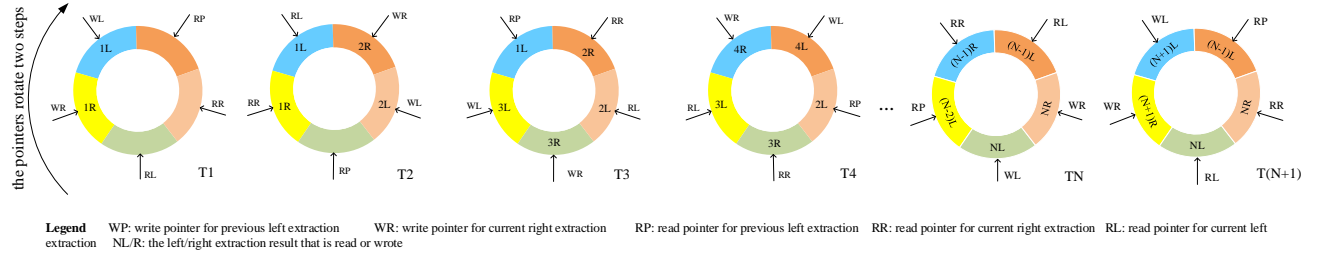 the pointers rotate two steps
WL
RP
1L
WR
1R
RR
RL
T1
RL
WR
1L
2R
RR
1R
2L
WL
RP
T2
RP
RR
1L
2R
WL
3L
2L
RL
3R
WR
T3
WR
WL
4R
4L
RL
3L
2L
RP
3R
RR
T4
...
RR
RL
(N-1)R
(N-1)L
RP
(N-2)L
NR
WR
NL
WL
TN
WL
RP
(N+1)L
(N-1)L
WR
(N+1)R
NR
RR
NL
RL
T(N+1)
Legend WP: write pointer for previous left extraction WR: write pointer for current right extraction RP: read pointer for previous left extraction RR: read pointer for current right extraction RL: read pointer for current left
extraction NL/R: the left/right extraction result that is read or wrote